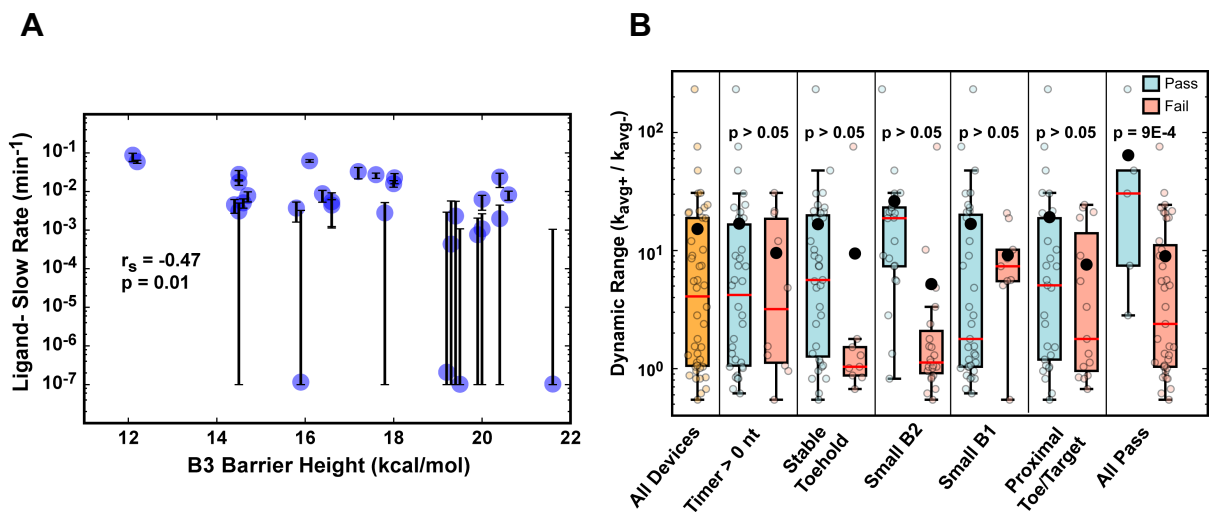 A
B
Ligand- Slow Rate (min⁻¹)
10⁻¹
10⁻²
10⁻³
10⁻⁴
10⁻⁵
10⁻⁶
10⁻⁷
rₛ = -0.47
p = 0.01
12 14 16 18 20 22
B3 Barrier Height (kcal/mol)
Dynamic Range (kavg+ / kavg-)
10²
10¹
10⁰
Pass
Fail
p > 0.05 p > 0.05 p > 0.05 p > 0.05 p > 0.05 p = 9E-4
All Devices
Timer > 0 nt
Stable
Toehold
Small B2
Small B1
Proximal
Toe/Target
All Pass